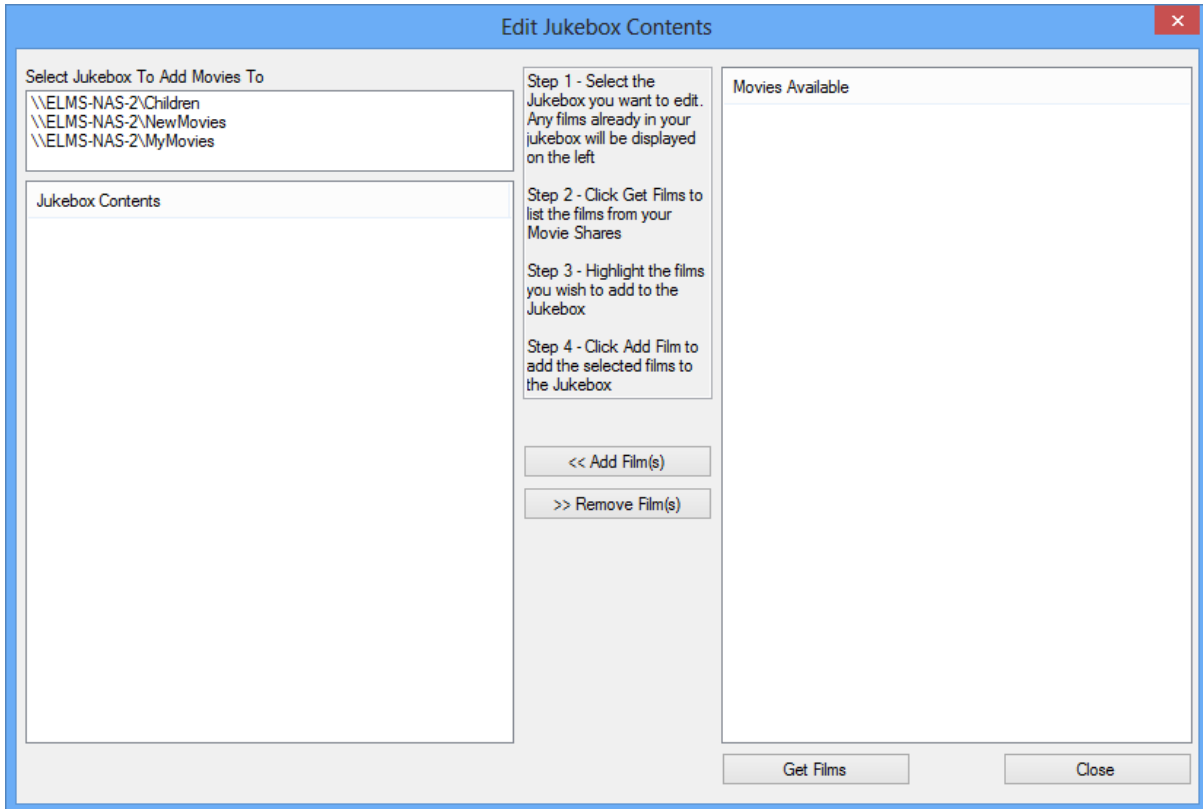 Edit Jukebox Contents
Select Jukebox To Add Movies To
\\ELMS-NAS-2\Children
\\ELMS-NAS-2\NewMovies
\\ELMS-NAS-2\MyMovies
Jukebox Contents
Step 1 - Select the
Jukebox you want to edit.
Any films already in your
jukebox will be displayed
on the left
Step 2 - Click Get Films to
list the films from your
Movie Shares
Step 3 - Highlight the films
you wish to add to the
Jukebox
Step 4 - Click Add Film to
add the selected films to
the Jukebox
<< Add Film(s)
>> Remove Film(s)
Movies Available
Get Films
Close